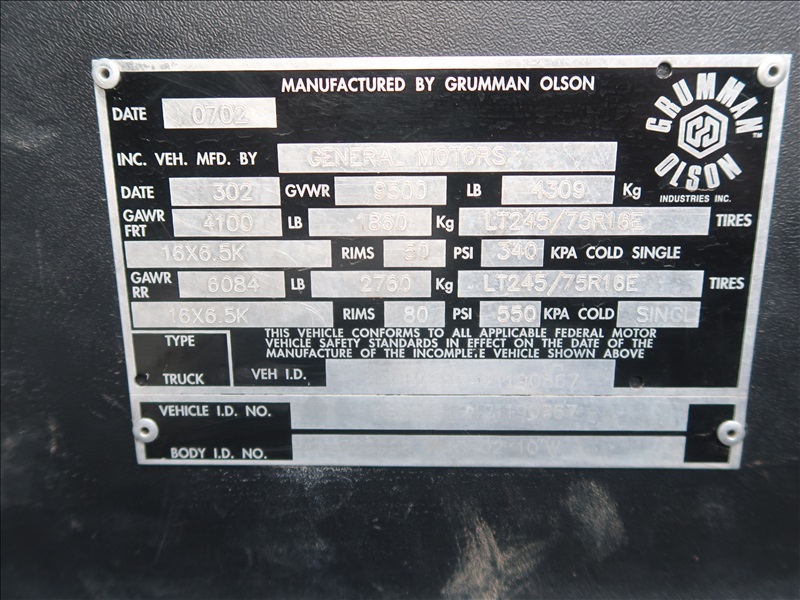 MANUFACTURED BY GRUMMAN OLSON
DATE 0702
GRUMMAN OLSON ™
INDUSTRIES INC.
INC. VEH. MFD. BY GENERAL MOTORS
DATE 302 GVWR 9500 LB 4309 Kg
GAWR FRT 4100 LB 1860 Kg LT245/75R16E TIRES
16X6.5K RIMS 50 PSI 340 KPA COLD SINGLE
GAWR RR 6084 LB 2760 Kg LT245/75R16E TIRES
16X6.5K RIMS 80 PSI 550 KPA COLD SINGL
THIS VEHICLE CONFORMS TO ALL APPLICABLE FEDERAL MOTOR
VEHICLE SAFETY STANDARDS IN EFFECT ON THE DATE OF THE
MANUFACTURE OF THE INCOMPLETE VEHICLE SHOWN ABOVE
TYPE
TRUCK
VEH I.D.
VEHICLE I.D. NO.
BODY I.D. NO.